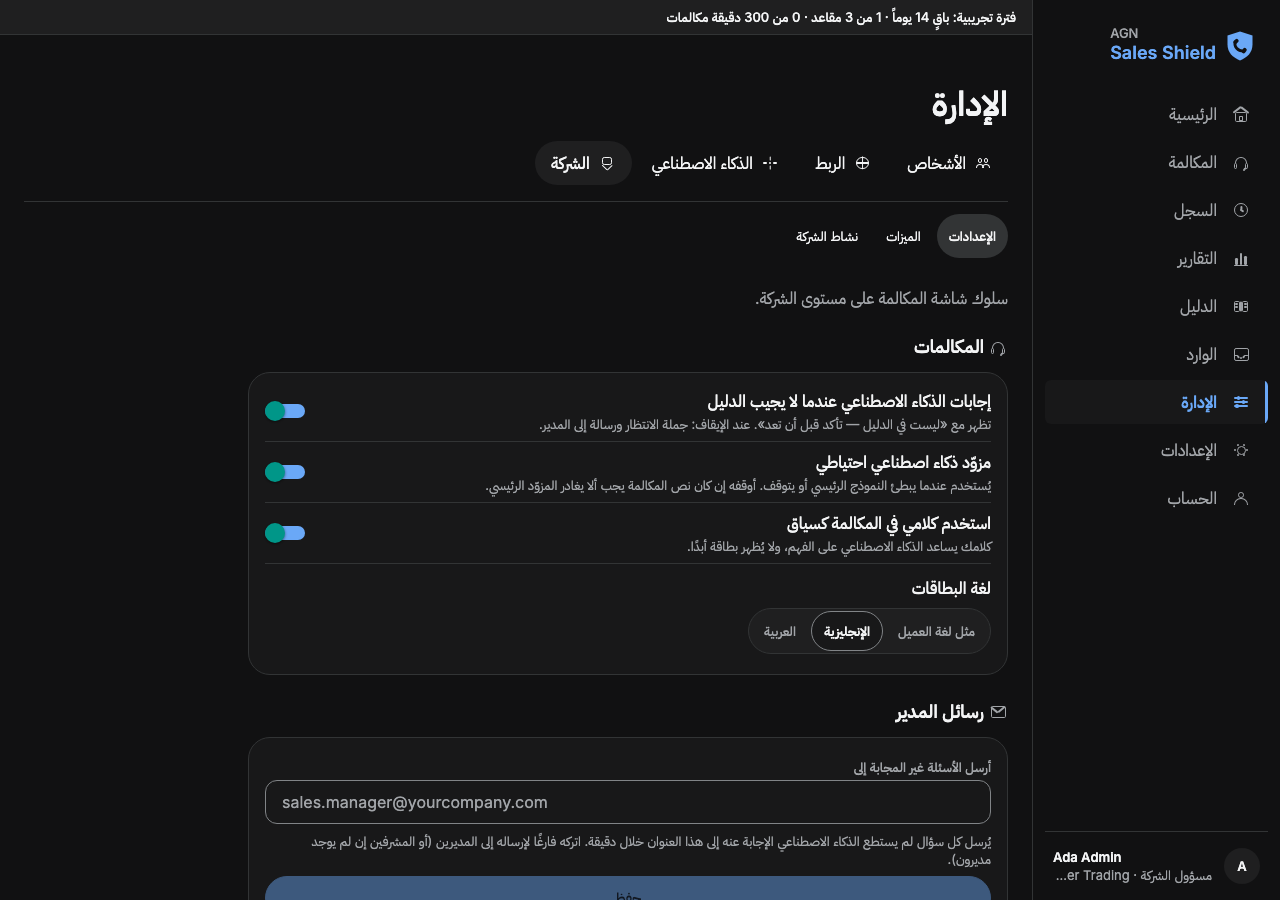 فترة تجريبية: باقٍ 14 يوماً · 1 من 3 مقاعد · 0 من 300 دقيقة مكالمات
AGN
Sales Shield
الرئيسية
المكالمة
السجل
التقارير
الدليل
الوارد
الإدارة
الإعدادات
الحساب
Ada Admin
مسؤول الشركة · er Trading...
A
الإدارة
الأشخاص
الربط
الذكاء الاصطناعي
الشركة
الإعدادات
الميزات
نشاط الشركة
سلوك شاشة المكالمة على مستوى الشركة.
المكالمات
إجابات الذكاء الاصطناعي عندما لا يجيب الدليل
تظهر مع «ليست في الدليل — تأكد قبل أن تعد». عند الإيقاف: جملة الانتظار ورسالة إلى المدير.
مزوّد ذكاء اصطناعي احتياطي
يُستخدم عندما يبطئ النموذج الرئيسي أو يتوقف. أوقفه إن كان نص المكالمة يجب ألا يغادر المزوّد الرئيسي.
استخدم كلامي في المكالمة كسياق
كلامك يساعد الذكاء الاصطناعي على الفهم، ولا يُظهر بطاقة أبدًا.
لغة البطاقات
مثل لغة العميل
الإنجليزية
العربية
رسائل المدير
أرسل الأسئلة غير المجابة إلى
sales.manager@yourcompany.com
يُرسل كل سؤال لم يستطع الذكاء الاصطناعي الإجابة عنه إلى هذا العنوان خلال دقيقة. اتركه فارغًا لإرساله إلى المديرين (أو المشرفين إن لم يوجد
مديرون).
حفظ